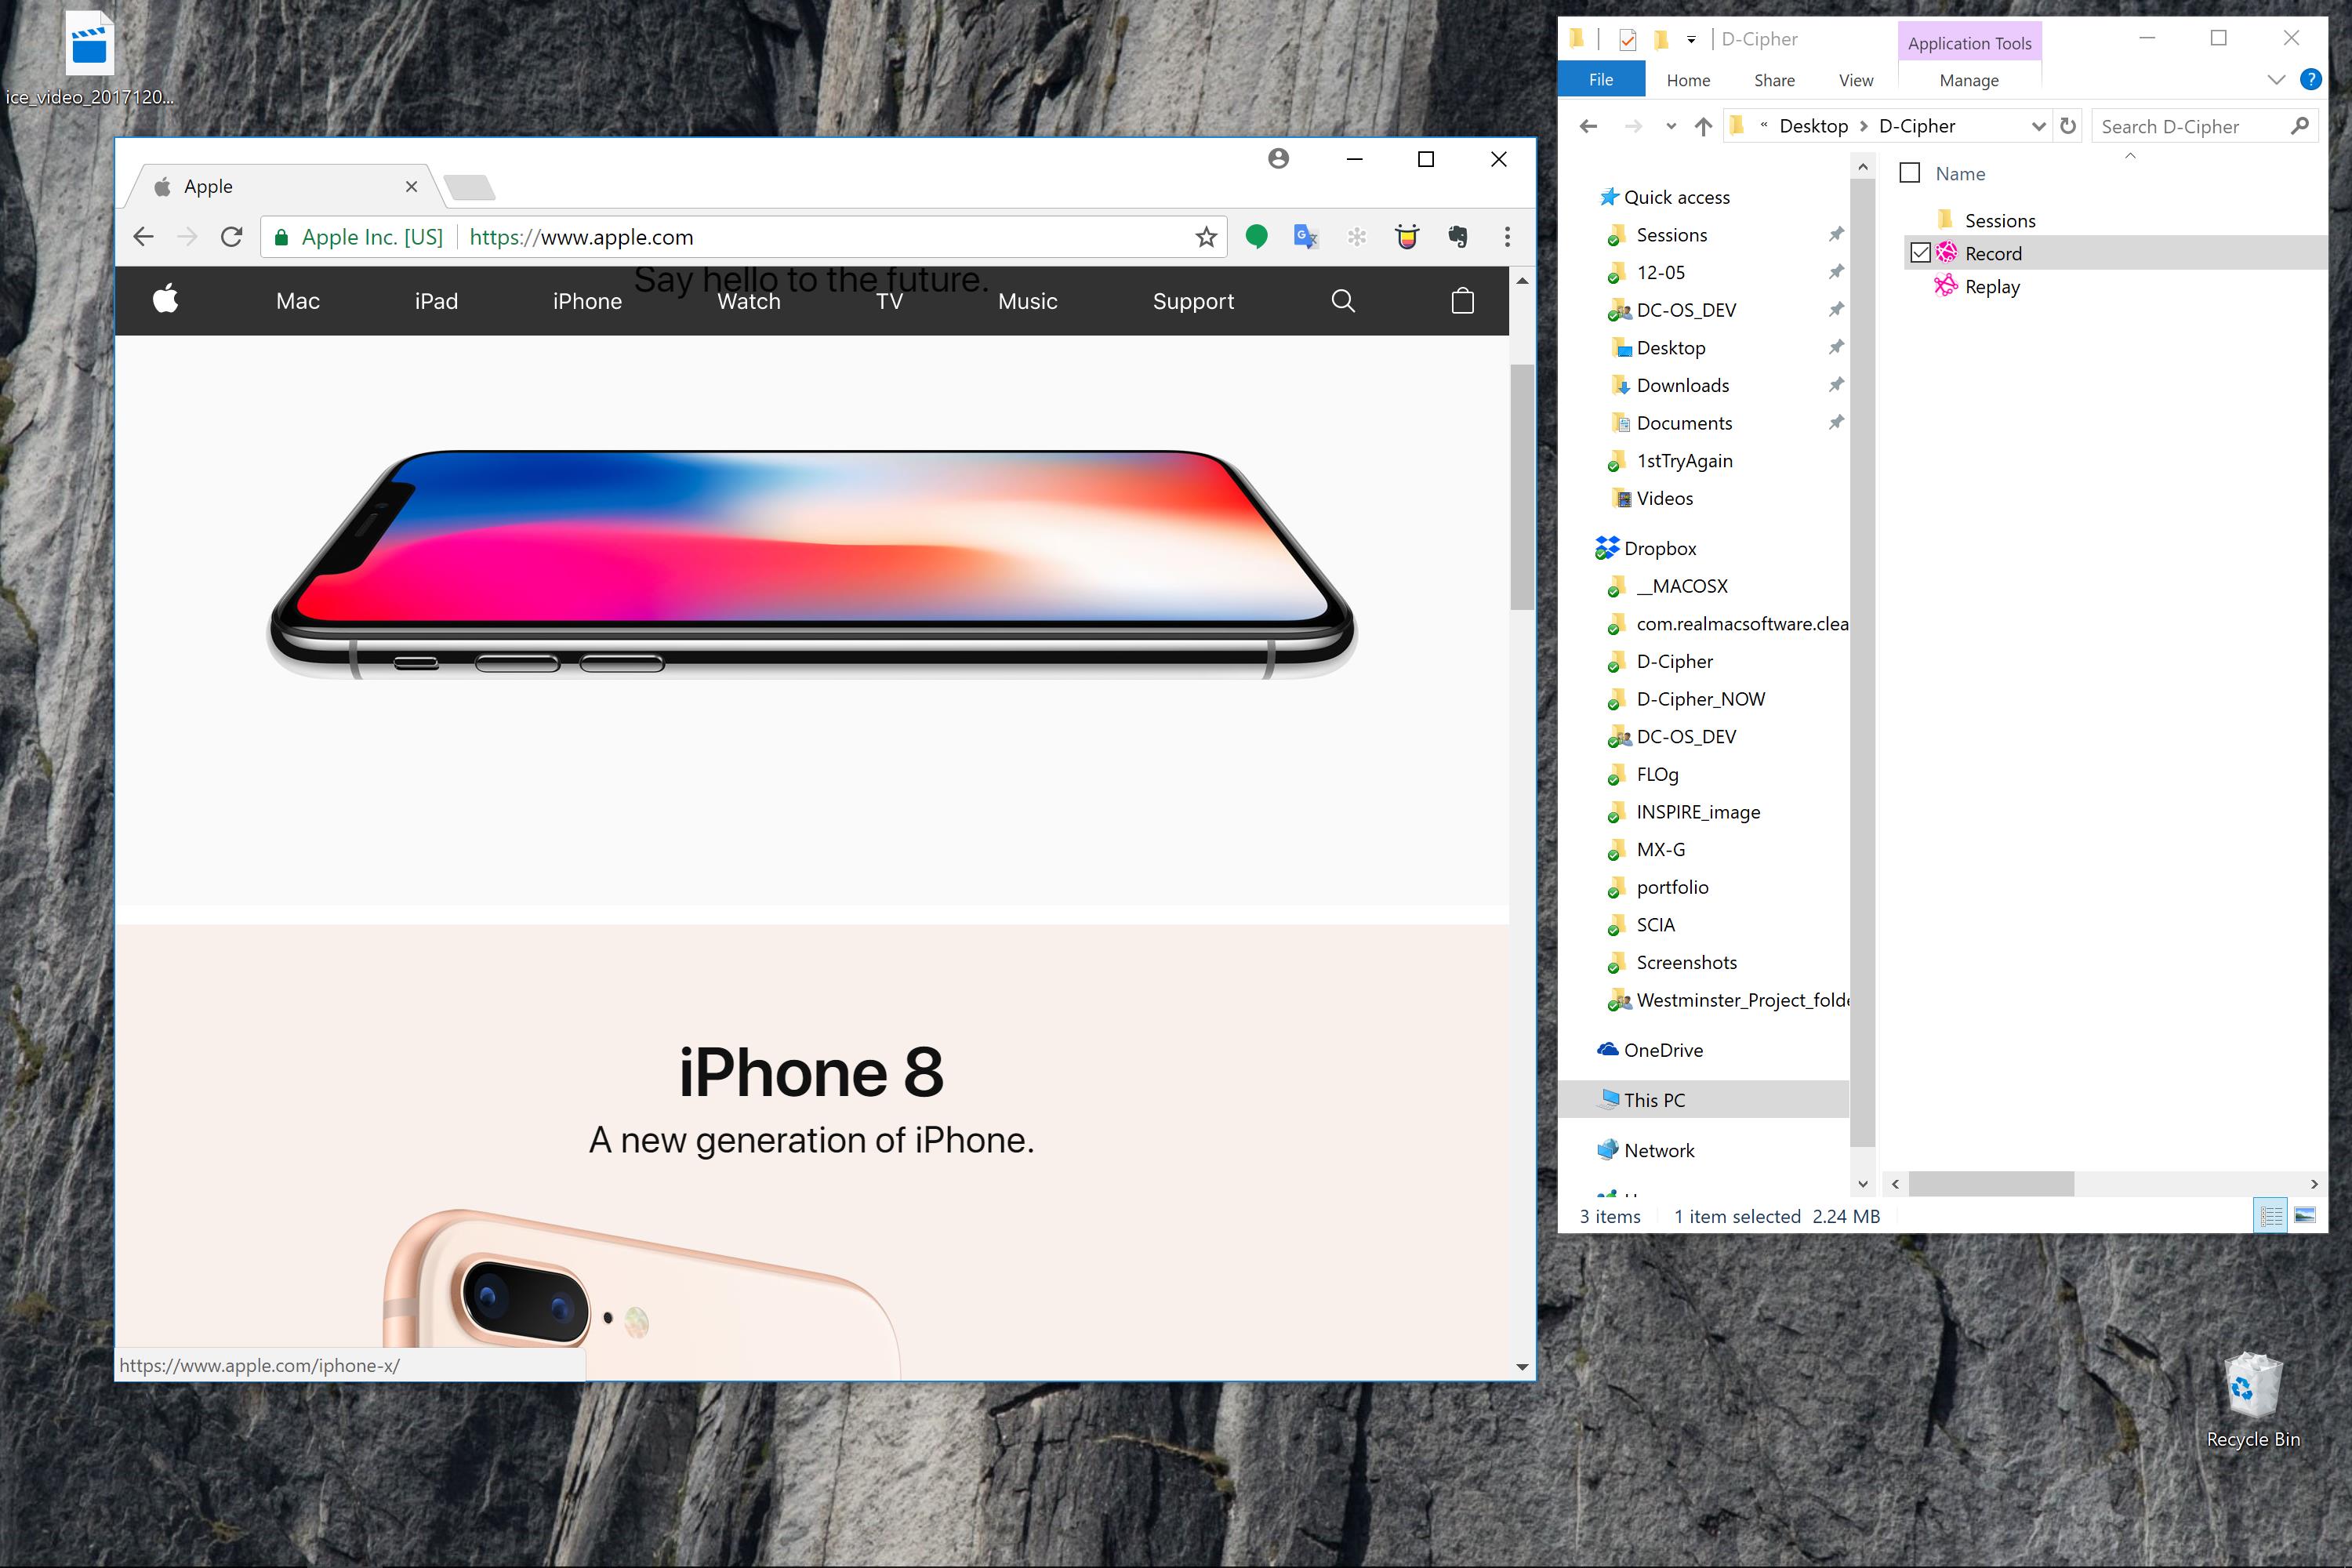 ice_video_2017120...
Apple
Apple Inc. [US] https://www.apple.com
Say hello to the future.
Mac iPad iPhone Watch TV Music Support
iPhone 8
A new generation of iPhone.
https://www.apple.com/iphone-x/
D-Cipher
Application Tools
File Home Share View Manage
« Desktop > D-Cipher
Search D-Cipher
Quick access
Sessions
12-05
DC-OS_DEV
Desktop
Downloads
Documents
1stTryAgain
Videos
Dropbox
__MACOSX
com.realmacsoftware.clea
D-Cipher
D-Cipher_NOW
DC-OS_DEV
FLOg
INSPIRE_image
MX-G
portfolio
SCIA
Screenshots
Westminster_Project_folde
OneDrive
This PC
Network
Name
Sessions
Record
Replay
3 items 1 item selected 2.24 MB
Recycle Bin